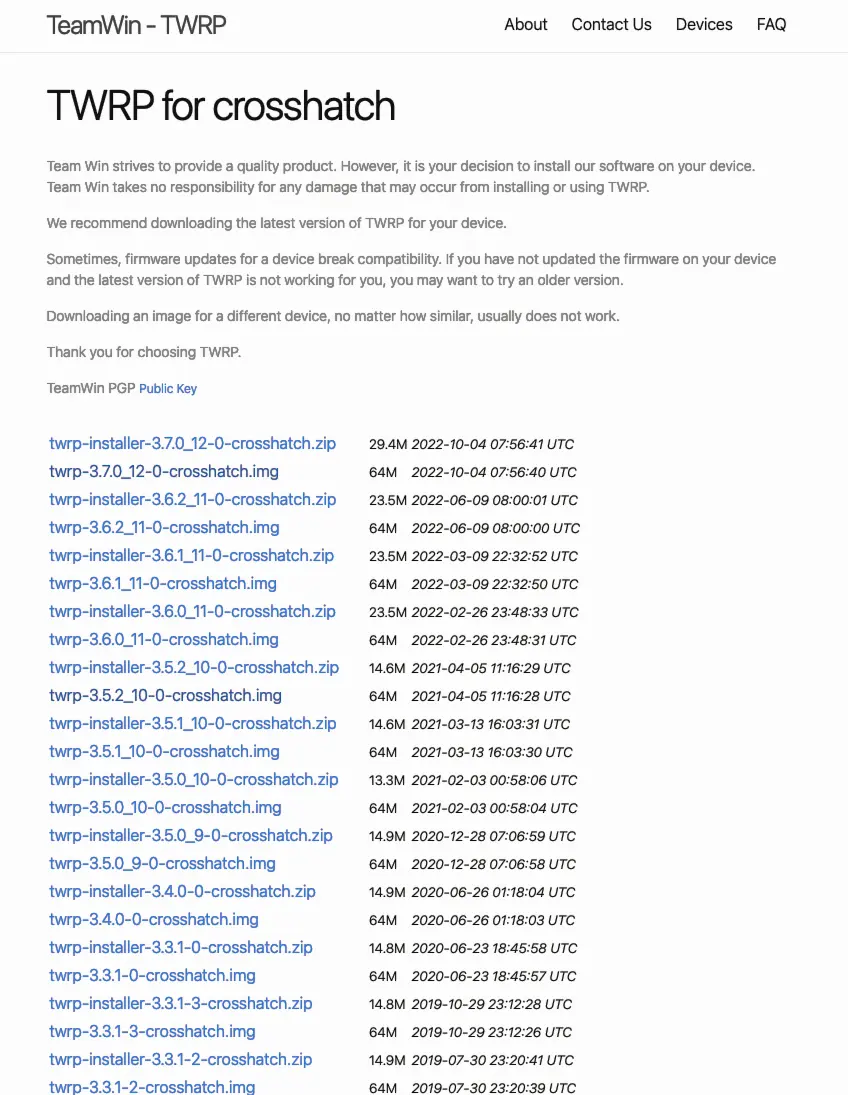 TeamWin - TWRP
About Contact Us Devices FAQ
TWRP for crosshatch
Team Win strives to provide a quality product. However, it is your decision to install our software on your device.
Team Win takes no responsibility for any damage that may occur from installing or using TWRP.
We recommend downloading the latest version of TWRP for your device.
Sometimes, firmware updates for a device break compatibility. If you have not updated the firmware on your device
and the latest version of TWRP is not working for you, you may want to try an older version.
Downloading an image for a different device, no matter how similar, usually does not work.
Thank you for choosing TWRP.
TeamWin PGP Public Key
twrp-installer-3.7.0_12-0-crosshatch.zip 29.4M 2022-10-04 07:56:41 UTC
twrp-3.7.0_12-0-crosshatch.img 64M 2022-10-04 07:56:40 UTC
twrp-installer-3.6.2_11-0-crosshatch.zip 23.5M 2022-06-09 08:00:01 UTC
twrp-3.6.2_11-0-crosshatch.img 64M 2022-06-09 08:00:00 UTC
twrp-installer-3.6.1_11-0-crosshatch.zip 23.5M 2022-03-09 22:32:52 UTC
twrp-3.6.1_11-0-crosshatch.img 64M 2022-03-09 22:32:50 UTC
twrp-installer-3.6.0_11-0-crosshatch.zip 23.5M 2022-02-26 23:48:33 UTC
twrp-3.6.0_11-0-crosshatch.img 64M 2022-02-26 23:48:31 UTC
twrp-installer-3.5.2_10-0-crosshatch.zip 14.6M 2021-04-05 11:16:29 UTC
twrp-3.5.2_10-0-crosshatch.img 64M 2021-04-05 11:16:28 UTC
twrp-installer-3.5.1_10-0-crosshatch.zip 14.6M 2021-03-13 16:03:31 UTC
twrp-3.5.1_10-0-crosshatch.img 64M 2021-03-13 16:03:30 UTC
twrp-installer-3.5.0_10-0-crosshatch.zip 13.3M 2021-02-03 00:58:06 UTC
twrp-3.5.0_10-0-crosshatch.img 64M 2021-02-03 00:58:04 UTC
twrp-installer-3.5.0_9-0-crosshatch.zip 14.9M 2020-12-28 07:06:59 UTC
twrp-3.5.0_9-0-crosshatch.img 64M 2020-12-28 07:06:58 UTC
twrp-installer-3.4.0-0-crosshatch.zip 14.9M 2020-06-26 01:18:04 UTC
twrp-3.4.0-0-crosshatch.img 64M 2020-06-26 01:18:03 UTC
twrp-installer-3.3.1-0-crosshatch.zip 14.8M 2020-06-23 18:45:58 UTC
twrp-3.3.1-0-crosshatch.img 64M 2020-06-23 18:45:57 UTC
twrp-installer-3.3.1-3-crosshatch.zip 14.8M 2019-10-29 23:12:28 UTC
twrp-3.3.1-3-crosshatch.img 64M 2019-10-29 23:12:26 UTC
twrp-installer-3.3.1-2-crosshatch.zip 14.9M 2019-07-30 23:20:41 UTC
twrp-3.3.1-2-crosshatch.img 64M 2019-07-30 23:20:39 UTC